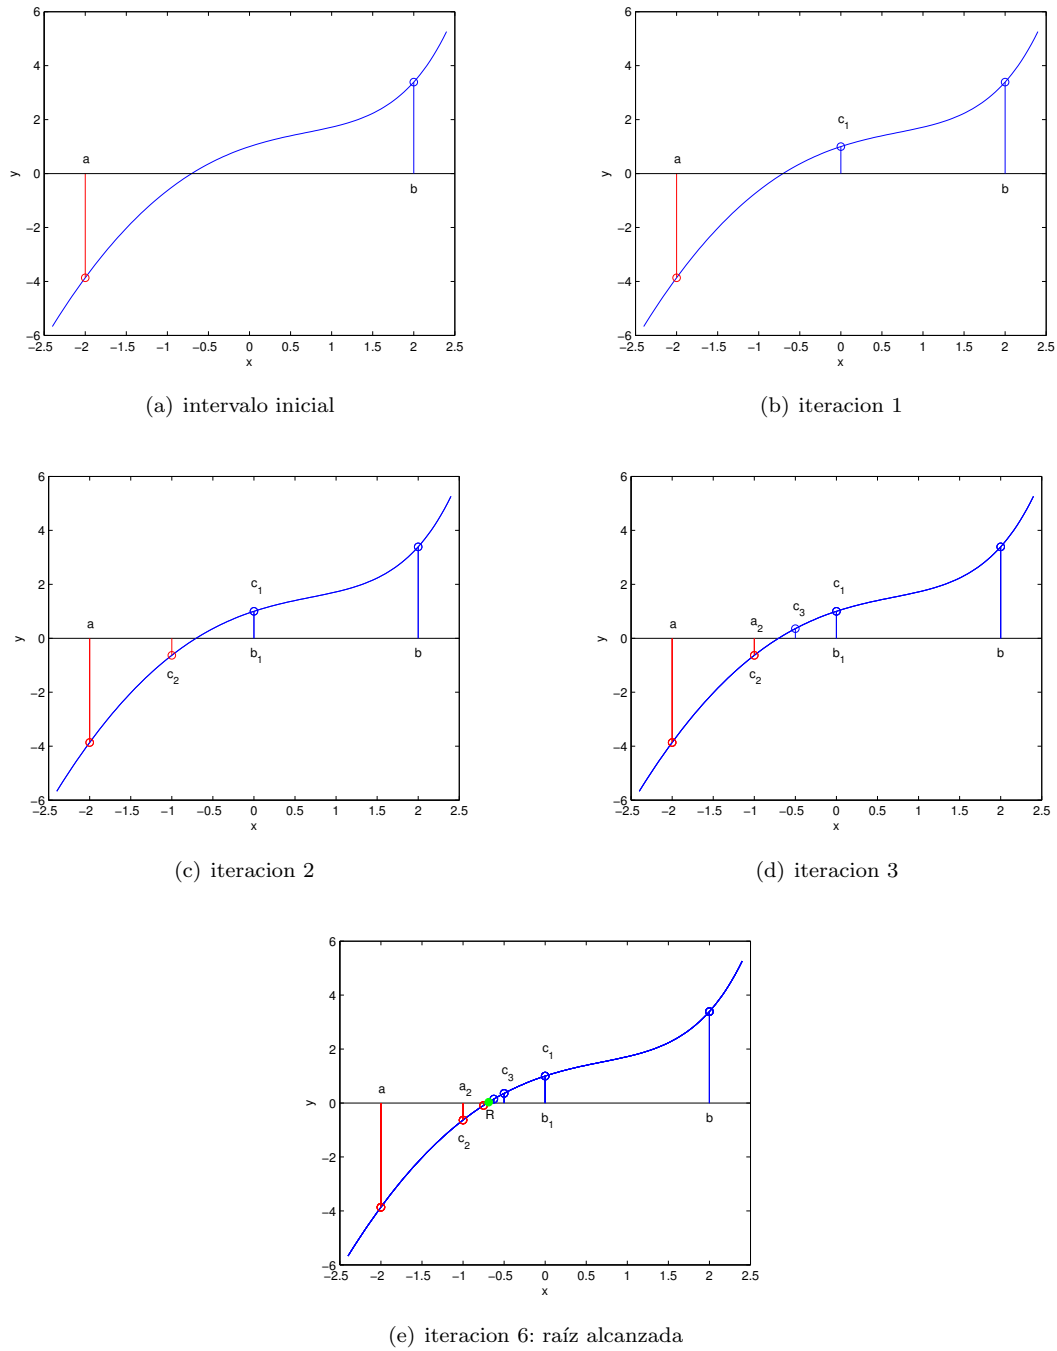 6
4
2
0
−2
−4
−6
y
a
b
−2.5 −2 −1.5 −1 −0.5 0 0.5 1 1.5 2 2.5
x
(a) intervalo inicial
6
4
2
0
−2
−4
−6
y
c1
a
b
−2.5 −2 −1.5 −1 −0.5 0 0.5 1 1.5 2 2.5
x
(b) iteracion 1
6
4
2
0
−2
−4
−6
y
c1
a
b1
b
c2
−2.5 −2 −1.5 −1 −0.5 0 0.5 1 1.5 2 2.5
x
(c) iteracion 2
6
4
2
0
−2
−4
−6
y
c1
c3
a
a2
b1
b
c2
−2.5 −2 −1.5 −1 −0.5 0 0.5 1 1.5 2 2.5
x
(d) iteracion 3
6
4
2
0
−2
−4
−6
y
c1
c3
a
a2
R
b1
b
c2
−2.5 −2 −1.5 −1 −0.5 0 0.5 1 1.5 2 2.5
x
(e) iteracion 6: raíz alcanzada